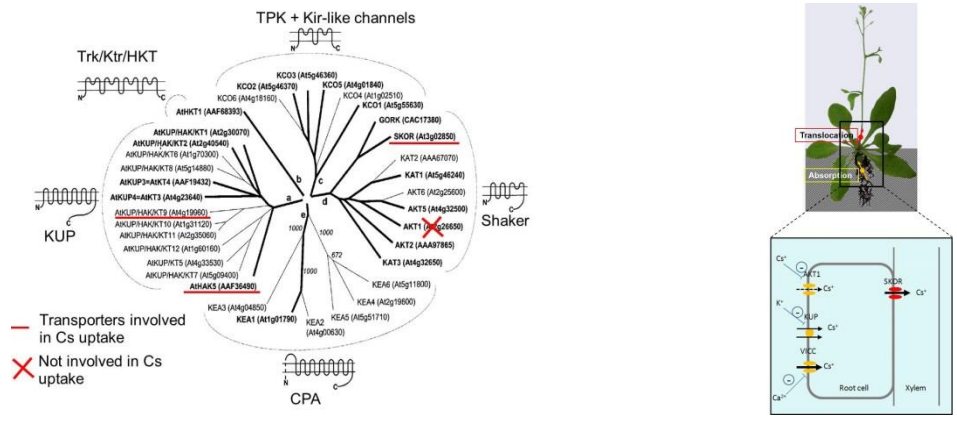 TPK + Kir-like channels
N
C
Trk/Ktr/HKT
N
C
KCO3 (At5g46360)
KCO2 (At5g46370)
KCO5 (At4g01840)
KCO6 (At4g18160)
KCO4 (At1g02510)
AtHKT1 (AAF68393)
KCO1 (At5g55630)
GORK (CAC17380)
SKOR (At3g02850)
AtKUP/HAK/KT1 (At2g30070)
AtKUP/HAK/KT2 (At2g40540)
AtKUP/HAK/KT6 (At1g70300)
AtKUP/HAK/KT8 (At5g14880)
AtKUP3=AtKT4 (AAF19432)
AtKUP4=AtKT3 (At4g23640)
AtKUP/HAK/KT9 (At4g19960)
AtKUP/HAK/KT10 (At1g31120)
AtKUP/HAK/KT11 (At2g35060)
AtKUP/HAK/KT12 (At1g60160)
AtKUP/KT5 (At4g33530)
AtKUP/HAK/KT7 (At5g09400)
AtHAK5 (AAF36490)
KUP
N
C
KAT2 (AAA67070)
KAT1 (At5g46240)
AKT6 (At2g25600)
AKT5 (At4g32500)
AKT1 (At2g26650)
AKT2 (AAA97865)
KAT3 (At4g32650)
Shaker
N
C
a
b
c
d
e
1000
1000
672
1000
KEA6 (At5g11800)
KEA4 (At2g19600)
KEA5 (At5g51710)
KEA3 (At4g04850)
KEA1 (At1g01790)
KEA2
(At4g00630)
N
C
CPA
Transporters involved
in Cs uptake
Not involved in Cs
uptake
Translocation
Absorption
Cs⁺
AKT1
Cs⁺
SKOR
Cs⁺
K⁺
KUP
Cs⁺
VICC
Cs⁺
Ca²⁺
Root cell
Xylem